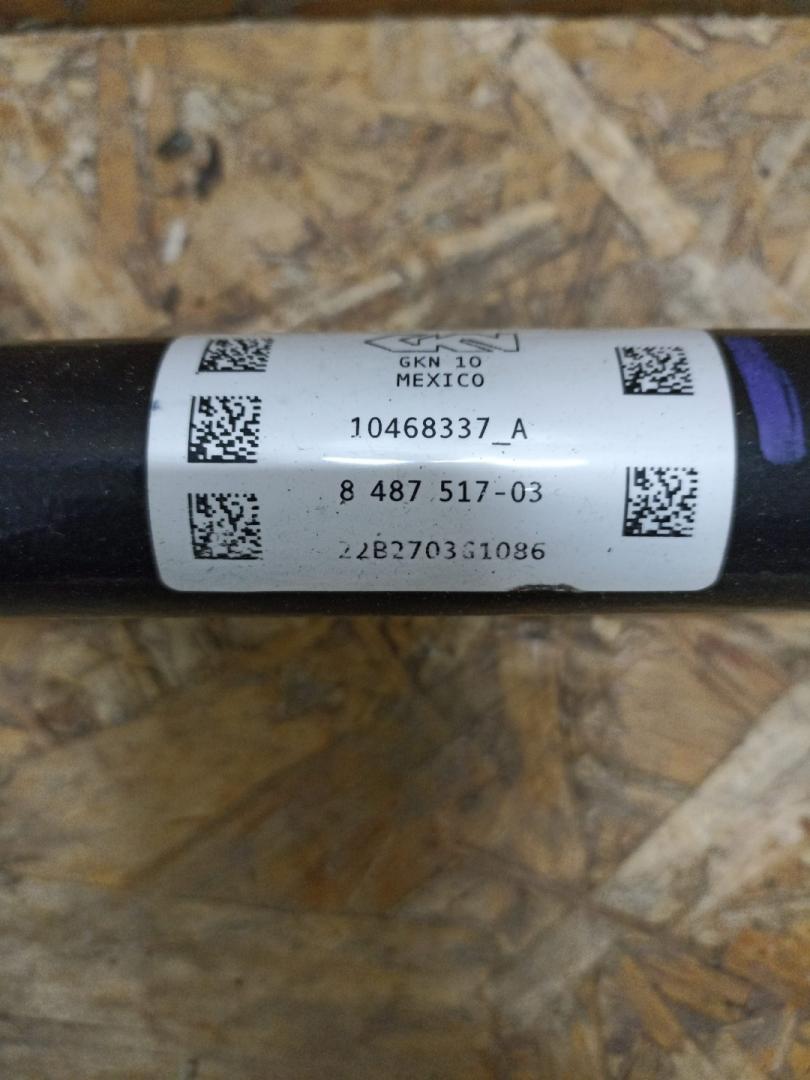 GKN 10
MEXICO
10468337_A
8 487 517-03
22B2703G1086